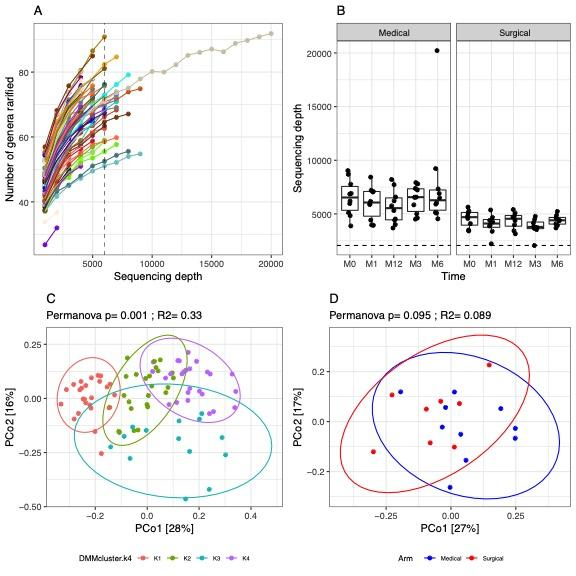 A
Number of genera rarified
80
60
40
5000
10000
15000
20000
Sequencing depth
B
Medical
Surgical
Sequencing depth
20000
15000
10000
5000
M0
M1
M12
M3
M6
M0
M1
M12
M3
M6
Time
C
Permanova p= 0.001 ; R2= 0.33
PCo2 [16%]
0.25
0.00
−0.25
−0.50
−0.2
0.0
0.2
0.4
PCo1 [28%]
DMMcluster.k4
K1
K2
K3
K4
D
Permanova p= 0.095 ; R2= 0.089
PCo2 [17%]
0.2
0.0
−0.2
−0.25
0.00
0.25
PCo1 [27%]
Arm
Medical
Surgical